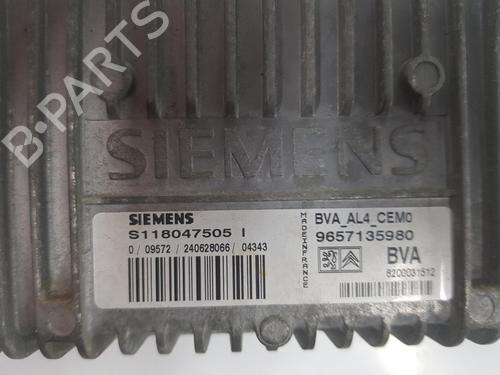 B-PARTS
SIEMENS
SIEMENS
S118047505 I
0 / 09572 / 240628066 / 04343
MADE IN FRANCE
BVA_AL4_CEM0
9657135980
BVA
8200031512